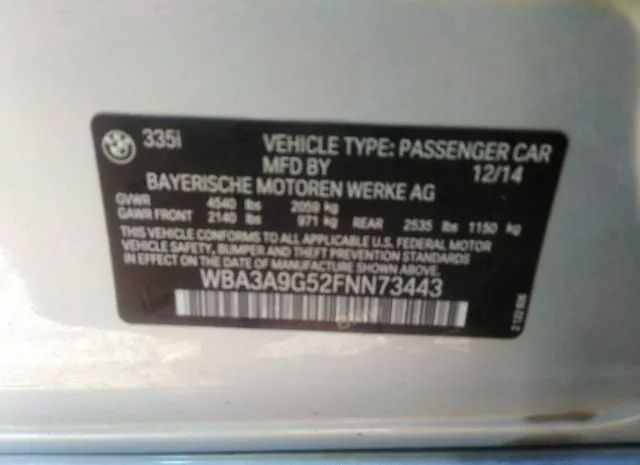 335i VEHICLE TYPE: PASSENGER CAR
MFD BY 12/14
BAYERISCHE MOTOREN WERKE AG
GVWR 4540 lbs 2059 kg
GAWR FRONT 2140 lbs 971 kg REAR 2535 lbs 1150 kg
THIS VEHICLE CONFORMS TO ALL APPLICABLE U.S. FEDERAL MOTOR
VEHICLE SAFETY, BUMPER AND THEFT PREVENTION STANDARDS
IN EFFECT ON THE DATE OF MANUFACTURE SHOWN ABOVE.
WBA3A9G52FNN73443